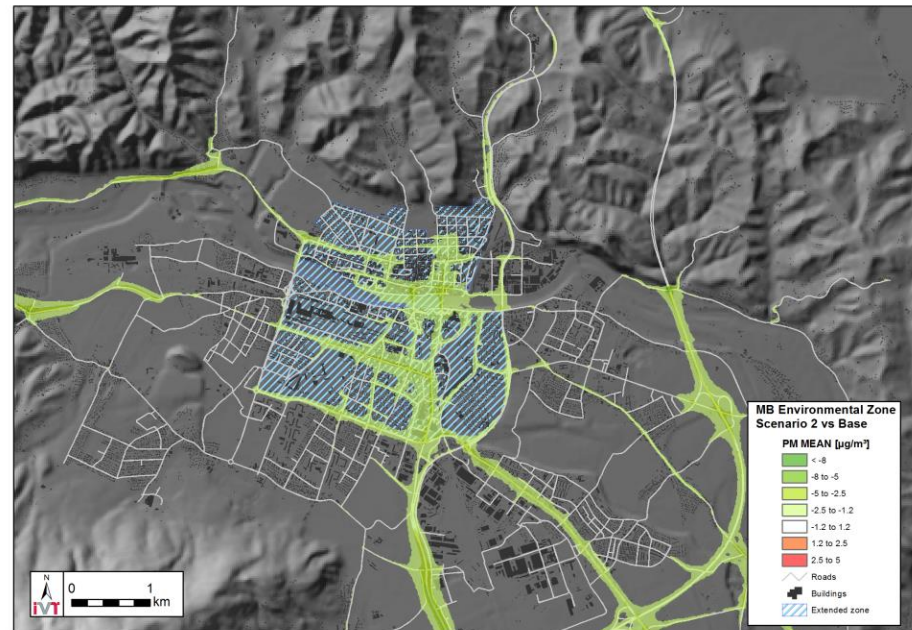 MB Environmental Zone
Scenario 2 vs Base
PM MEAN [µg/m³]
< -8
-8 to -5
-5 to -2.5
-2.5 to -1.2
-1.2 to 1.2
1.2 to 2.5
2.5 to 5
Roads
Buildings
Extended zone
N
iVT
0 1
km